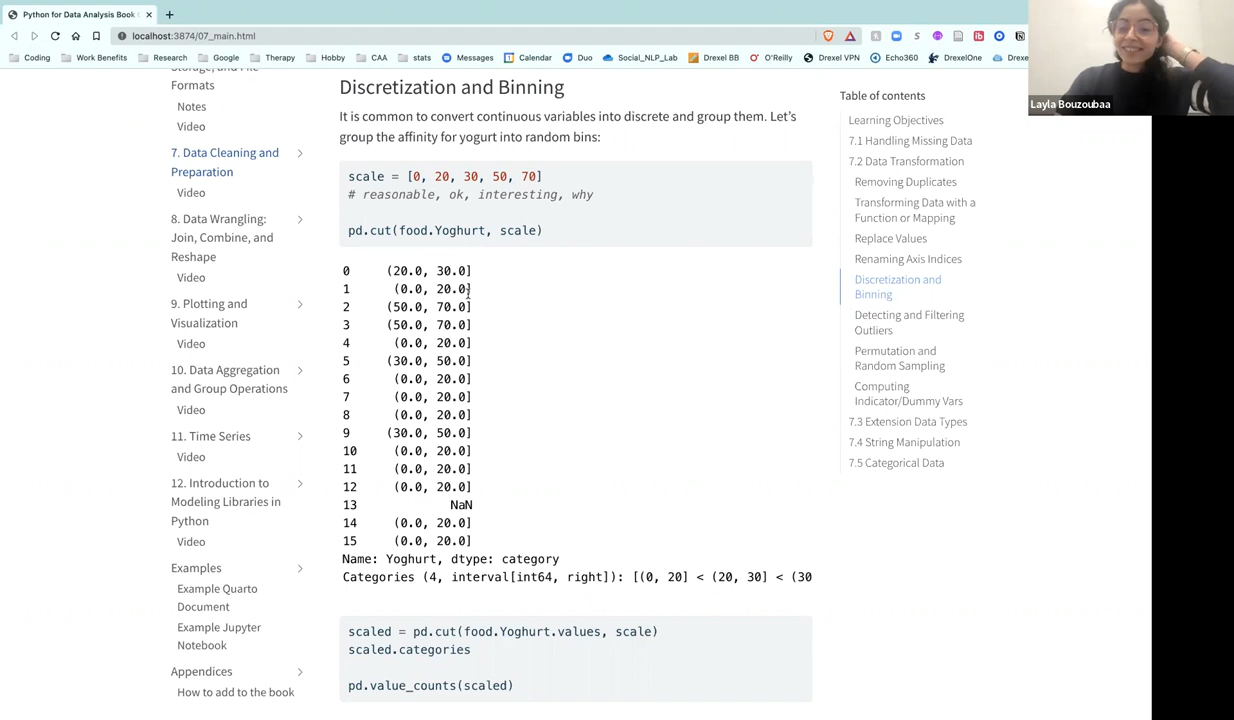 Python for Data Analysis Book
localhost:3874/07_main.html
Coding
Work Benefits
Research
Google
Therapy
Hobby
CAA
stats
Messages
Calendar
Duo
Social_NLP_Lab
Drexel BB
O'Reilly
Drexel VPN
Echo360
DrexelOne
Layla Bouzoubaa
Formats
Notes
Video
7. Data Cleaning and
Preparation
Video
8. Data Wrangling:
Join, Combine, and
Reshape
Video
9. Plotting and
Visualization
Video
10. Data Aggregation
and Group Operations
Video
11. Time Series
Video
12. Introduction to
Modeling Libraries in
Python
Video
Examples
Example Quarto
Document
Example Jupyter
Notebook
Appendices
How to add to the book
Discretization and Binning
It is common to convert continuous variables into discrete and group them. Let's
group the affinity for yogurt into random bins:
scale = [0, 20, 30, 50, 70]
# reasonable, ok, interesting, why
pd.cut(food.Yoghurt, scale)
0 (20.0, 30.0]
1 (0.0, 20.0]
2 (50.0, 70.0]
3 (50.0, 70.0]
4 (0.0, 20.0]
5 (30.0, 50.0]
6 (0.0, 20.0]
7 (0.0, 20.0]
8 (0.0, 20.0]
9 (30.0, 50.0]
10 (0.0, 20.0]
11 (0.0, 20.0]
12 (0.0, 20.0]
13 NaN
14 (0.0, 20.0]
15 (0.0, 20.0]
Name: Yoghurt, dtype: category
Categories (4, interval[int64, right]): [(0, 20] < (20, 30] < (30
scaled = pd.cut(food.Yoghurt.values, scale)
scaled.categories
pd.value_counts(scaled)
Table of contents
Learning Objectives
7.1 Handling Missing Data
7.2 Data Transformation
Removing Duplicates
Transforming Data with a
Function or Mapping
Replace Values
Renaming Axis Indices
Discretization and
Binning
Detecting and Filtering
Outliers
Permutation and
Random Sampling
Computing
Indicator/Dummy Vars
7.3 Extension Data Types
7.4 String Manipulation
7.5 Categorical Data